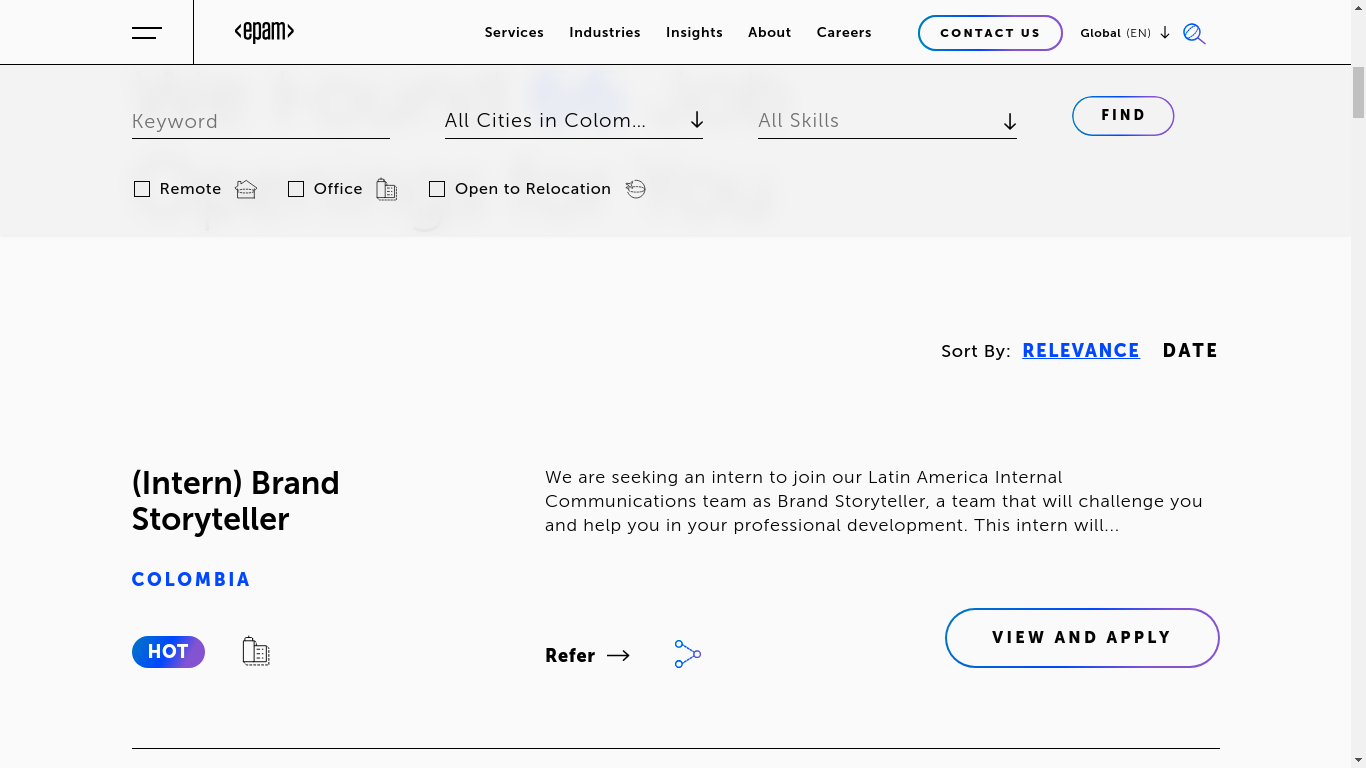 <epam>
Services
Industries
Insights
About
Careers
CONTACT US
Global (EN)
Keyword
All Cities in Colom...
All Skills
FIND
Remote
Office
Open to Relocation
Sort By: RELEVANCE DATE
(Intern) Brand
Storyteller
We are seeking an intern to join our Latin America Internal
Communications team as Brand Storyteller, a team that will challenge you
and help you in your professional development. This intern will...
COLOMBIA
HOT
Refer
VIEW AND APPLY